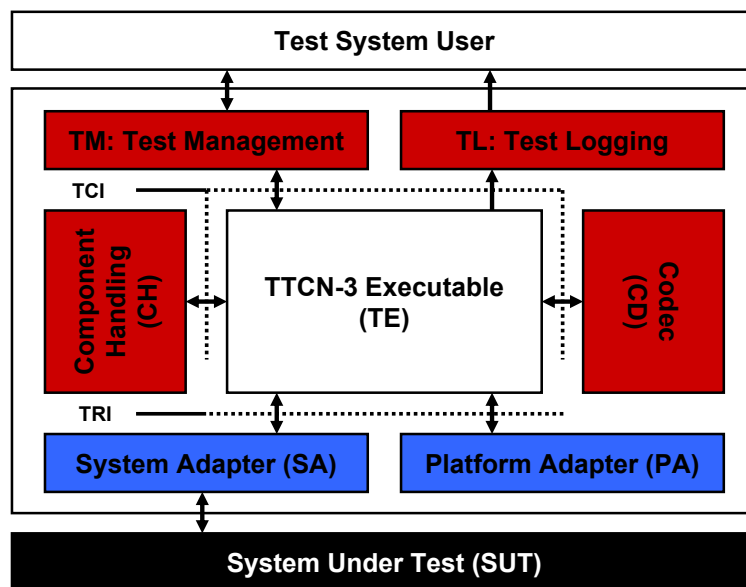 Test System User
TM: Test Management
TL: Test Logging
TCI
Component
Handling
(CH)
TTCN-3 Executable
(TE)
Codec
(CD)
TRI
System Adapter (SA)
Platform Adapter (PA)
System Under Test (SUT)